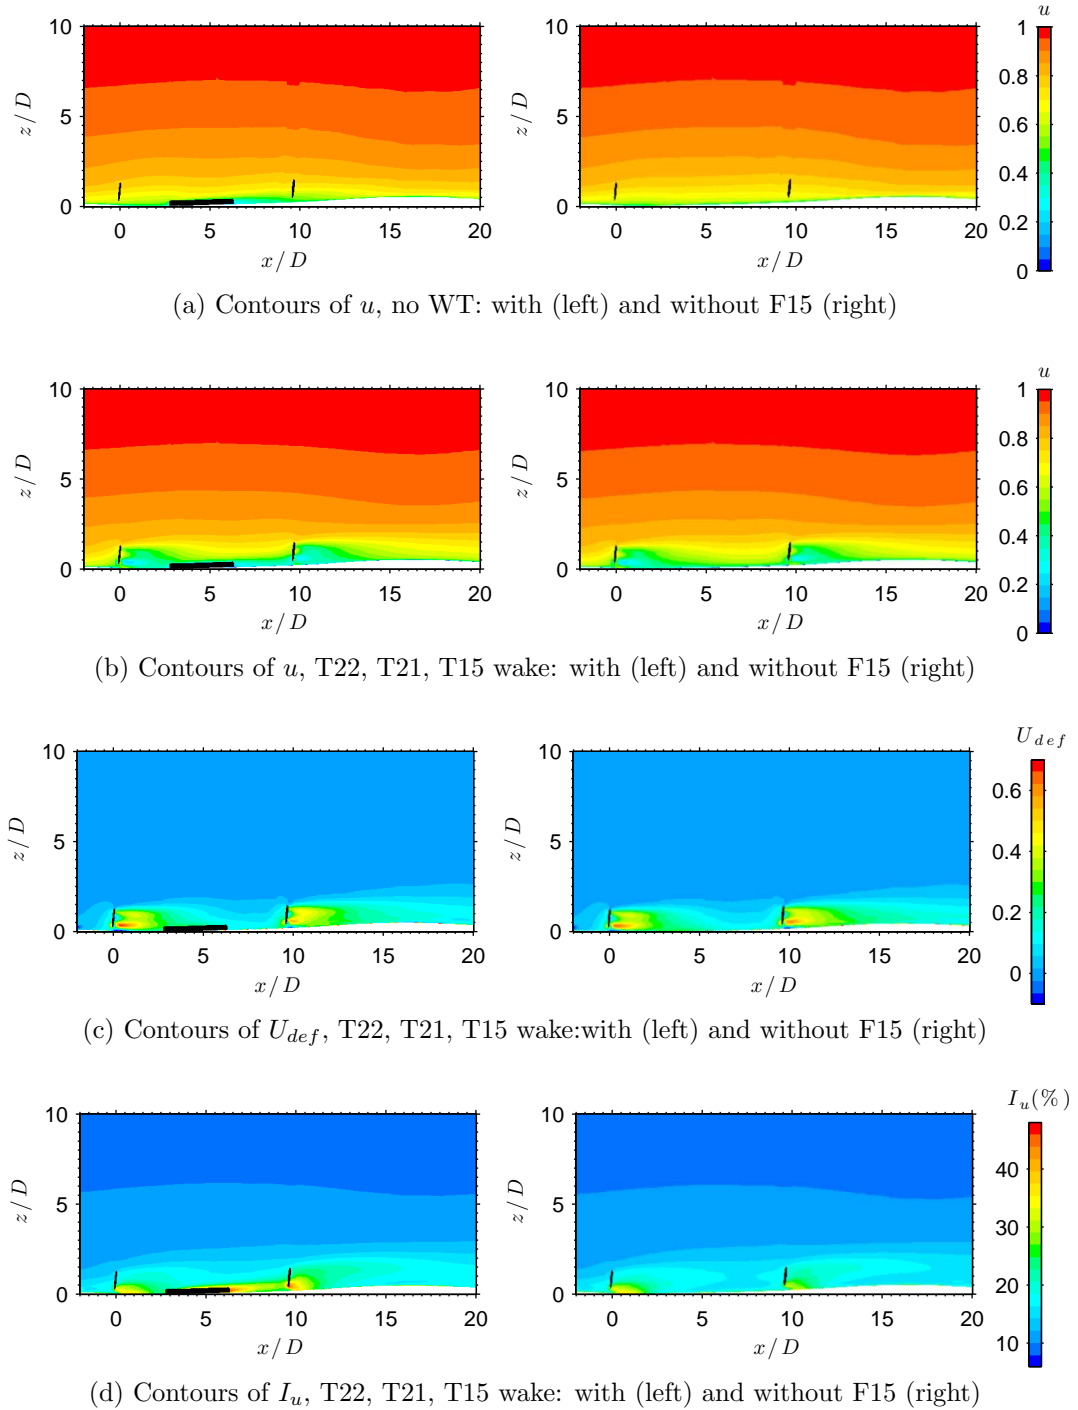 u
10
5
0
z/D
0 5 10 15 20
x/D
10
5
0
z/D
0 5 10 15 20
x/D
1
0.8
0.6
0.4
0.2
0
(a) Contours of u, no WT: with (left) and without F15 (right)
u
10
5
0
z/D
0 5 10 15 20
x/D
10
5
0
z/D
0 5 10 15 20
x/D
1
0.8
0.6
0.4
0.2
0
(b) Contours of u, T22, T21, T15 wake: with (left) and without F15 (right)
U_def
10
5
0
z/D
0 5 10 15 20
x/D
10
5
0
z/D
0 5 10 15 20
x/D
0.6
0.4
0.2
0
(c) Contours of U_def, T22, T21, T15 wake:with (left) and without F15 (right)
I_u(%)
10
5
0
z/D
0 5 10 15 20
x/D
10
5
0
z/D
0 5 10 15 20
x/D
40
30
20
10
(d) Contours of I_u, T22, T21, T15 wake: with (left) and without F15 (right)